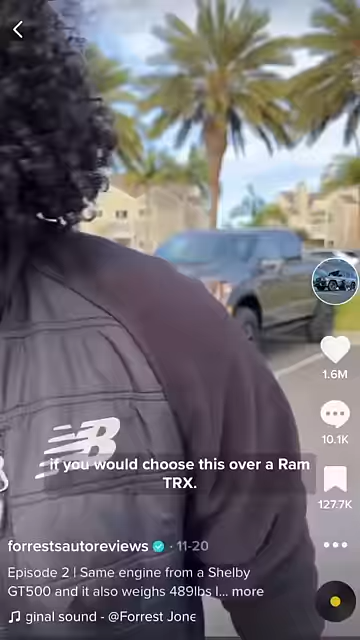 NB
if you would choose this over a Ram
TRX.
1.6M
10.1K
127.7K
forrestsautoreviews · 11-20
Episode 2 | Same engine from a Shelby
GT500 and it also weighs 489lbs l... more
ginal sound - @Forrest Jone